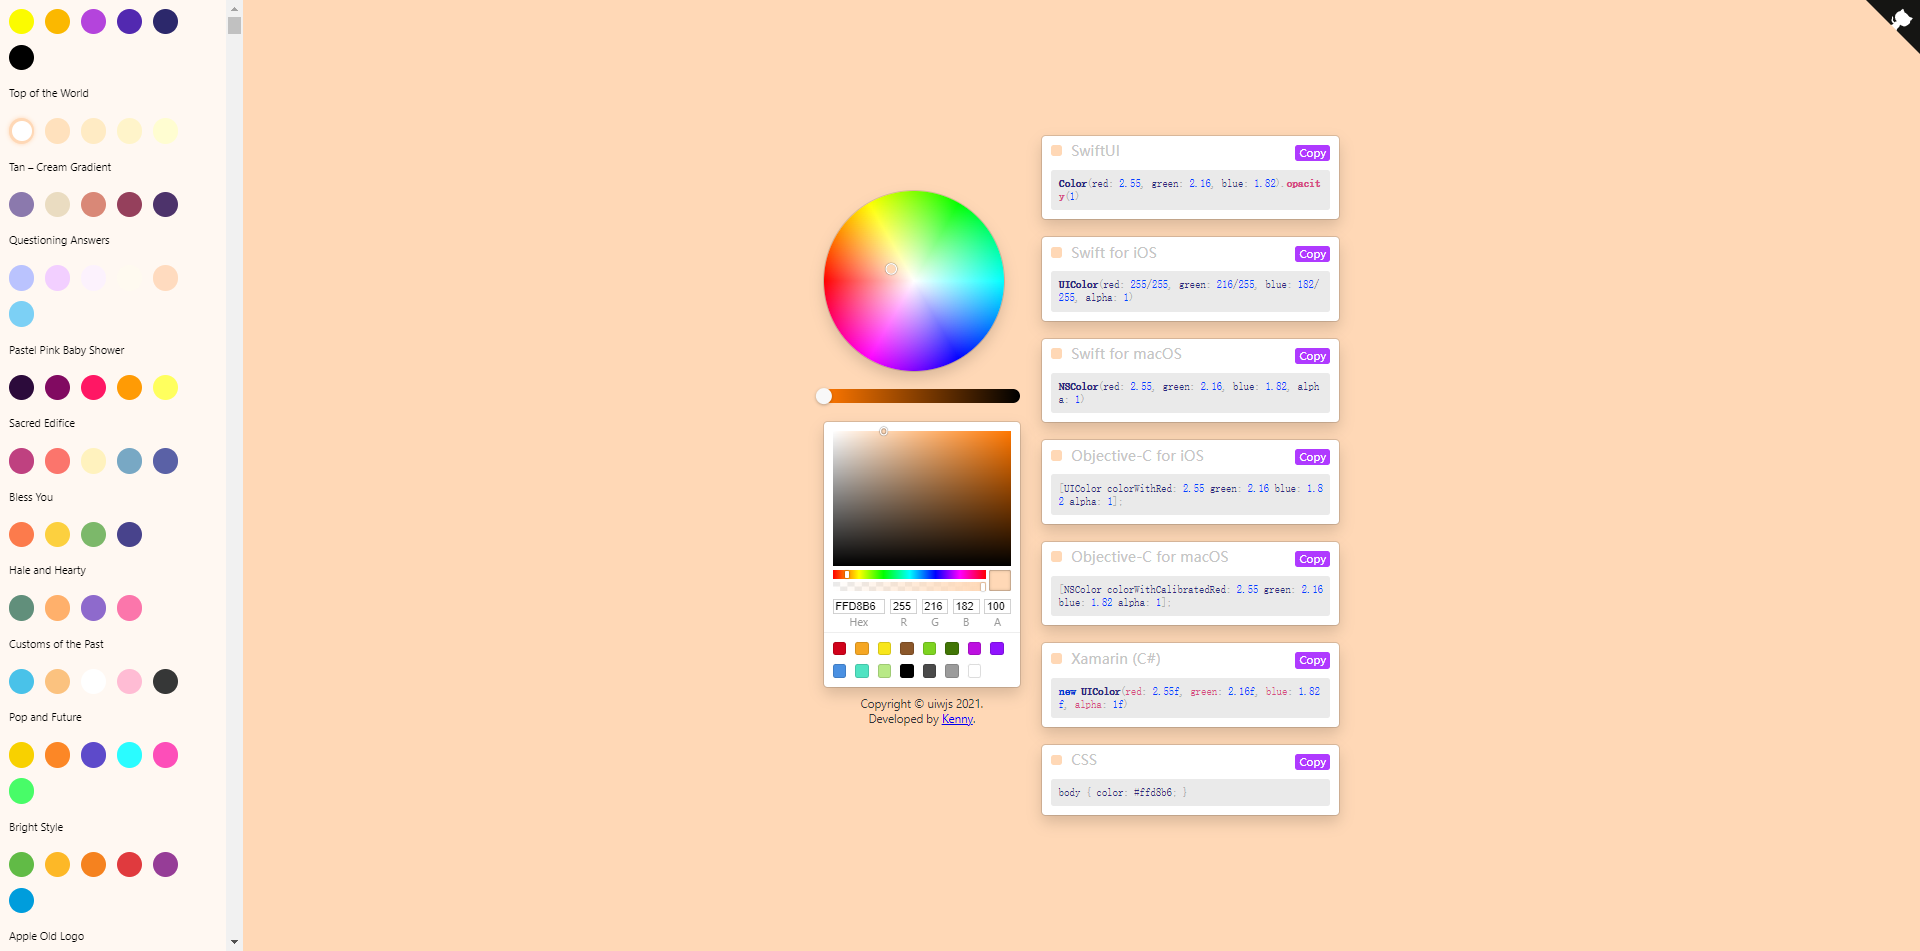 Top of the World
Tan – Cream Gradient
Questioning Answers
Pastel Pink Baby Shower
Sacred Edifice
Bless You
Hale and Hearty
Customs of the Past
Pop and Future
Bright Style
Apple Old Logo
FFD8B6 255 216 182 100
Hex R G B A
Copyright © uiwjs 2021.
Developed by Kenny.
SwiftUI Copy
Color(red: 2.55, green: 2.16, blue: 1.82).opacit
y(1)
Swift for iOS Copy
UIColor(red: 255/255, green: 216/255, blue: 182/
255, alpha: 1)
Swift for macOS Copy
NSColor(red: 2.55, green: 2.16, blue: 1.82, alph
a: 1)
Objective-C for iOS Copy
[UIColor colorWithRed: 2.55 green: 2.16 blue: 1.8
2 alpha: 1];
Objective-C for macOS Copy
[NSColor colorWithCalibratedRed: 2.55 green: 2.16
blue: 1.82 alpha: 1];
Xamarin (C#) Copy
new UIColor(red: 2.55f, green: 2.16f, blue: 1.82
f, alpha: 1f)
CSS Copy
body { color: #ffd8b6; }